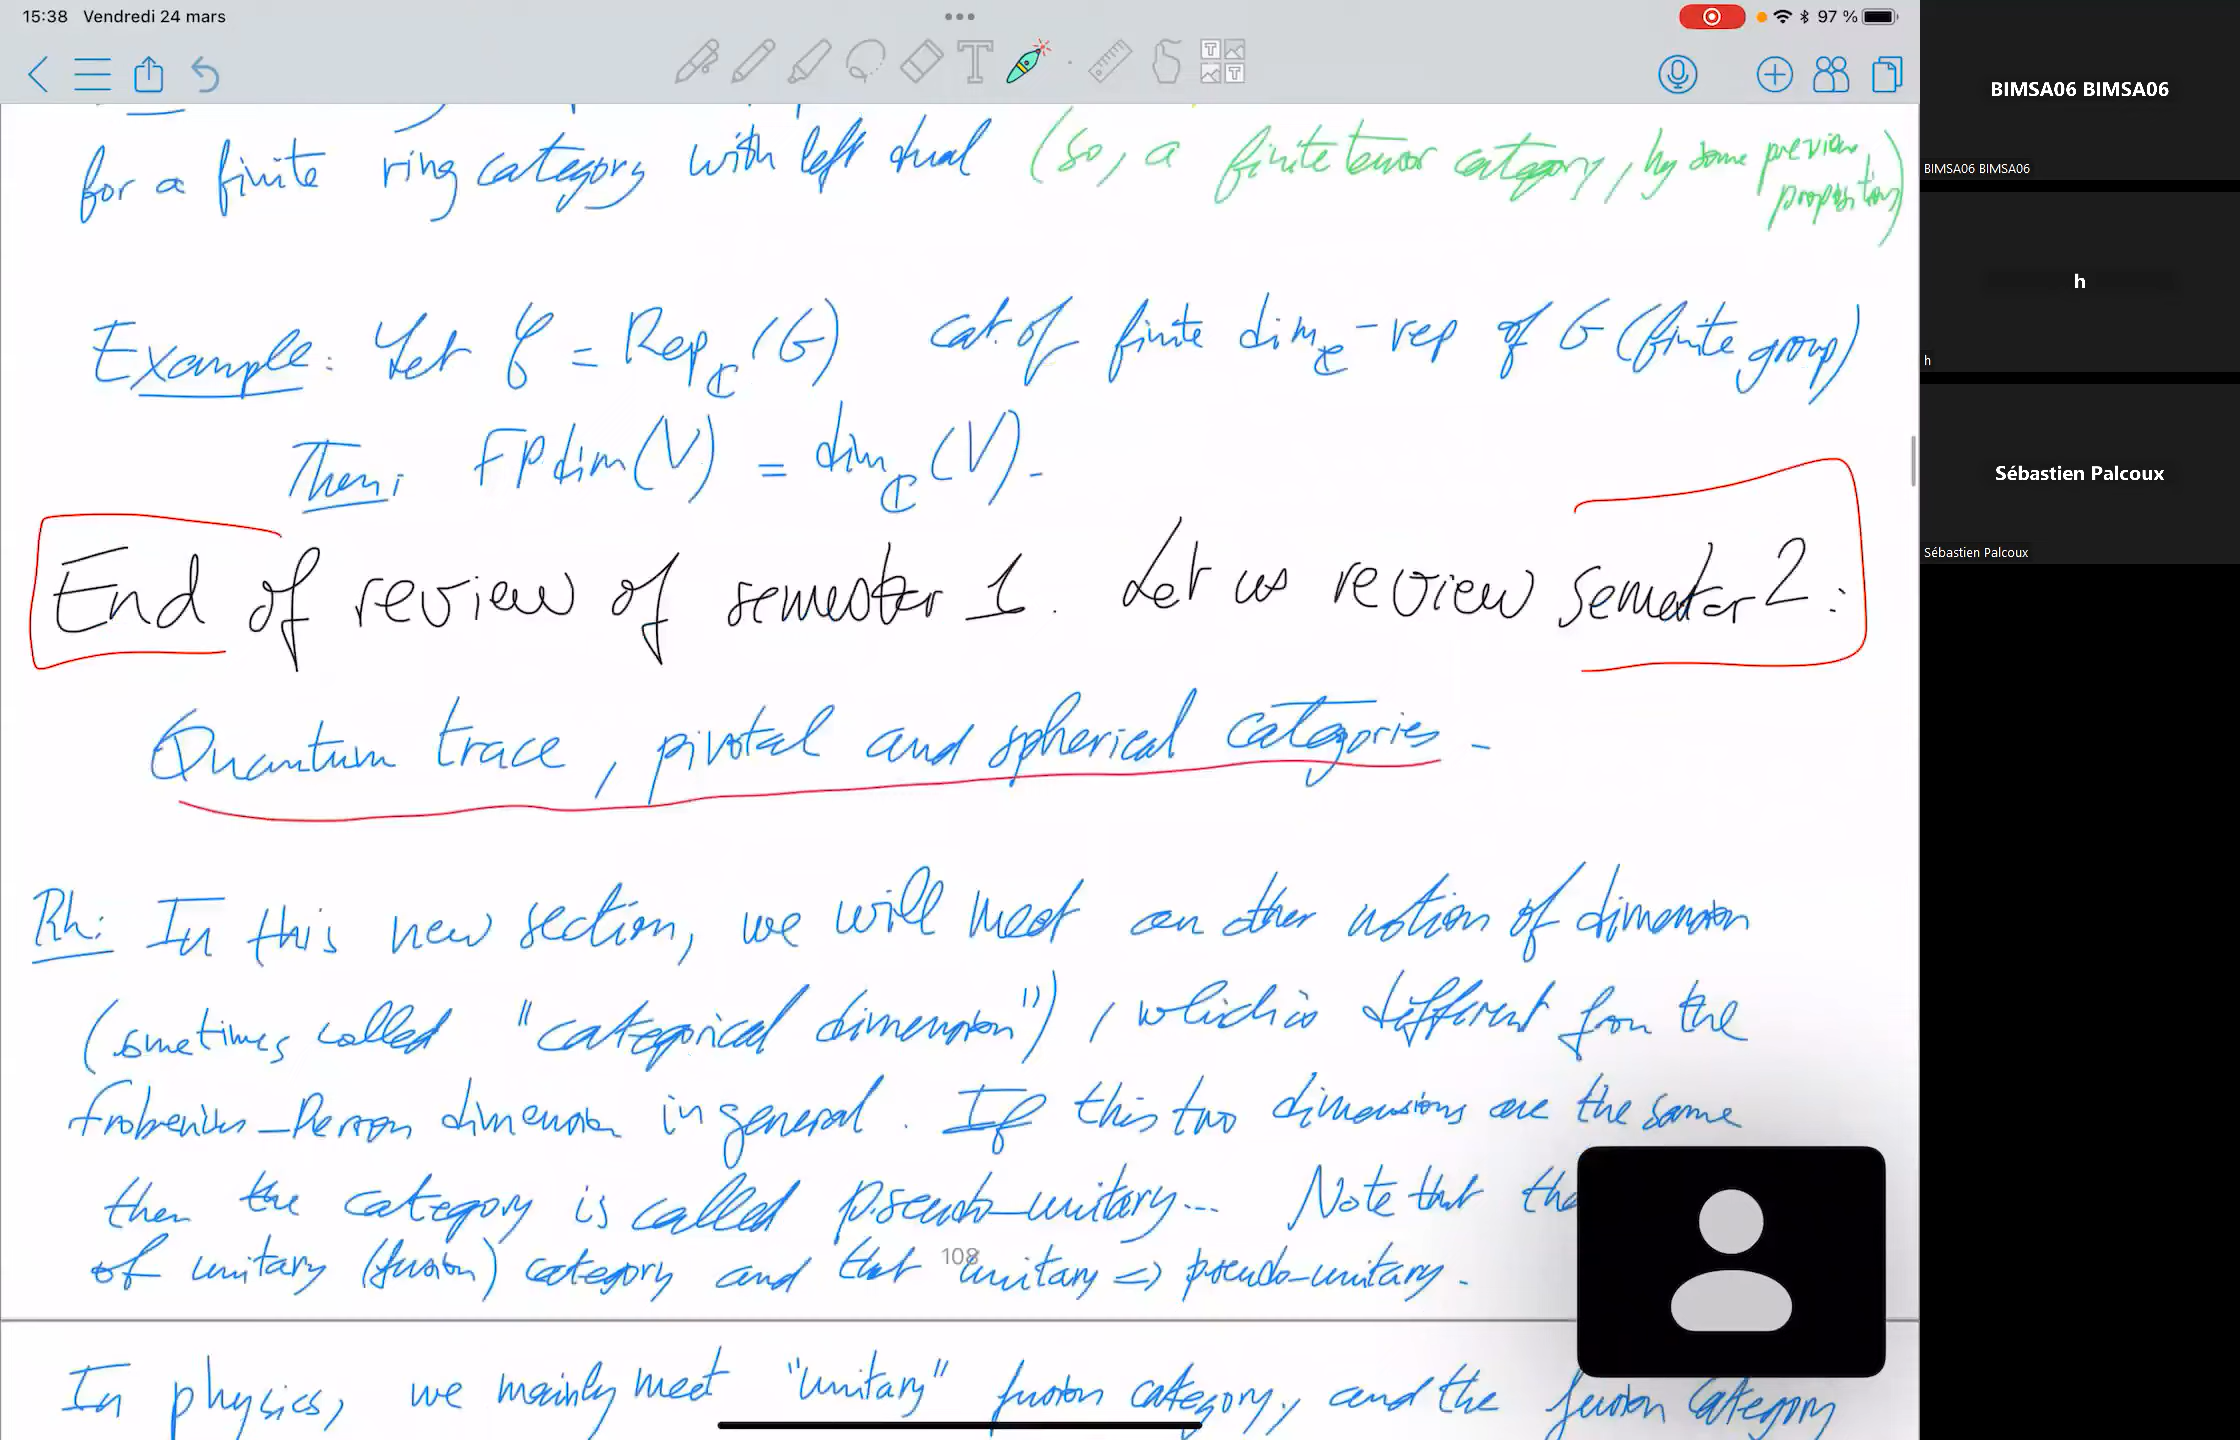 15:38 Vendredi 24 mars
97 %
for a finite ring category with left dual (so, a finite tensor category, by some previous
proposition)
Example: Let C = Rep_C(G) cat. of finite dim_C-rep of G (finite group)
Then: FPdim(V) = dim_C(V).
End of review of semester 1. Let us review semester 2:
Quantum trace, pivotal and spherical categories.
Rk: In this new section, we will meet an other notion of dimension
(sometimes called "categorical dimension"), which is different from the
Frobenius-Perron dimension in general. If this two dimensions are the same
then the category is called pseudo-unitary... Note that
of unitary (fusion) category and that unitary => pseudo-unitary.
108
In physics, we mainly meet "unitary" fusion category, and the fusion category
BIMSA06 BIMSA06
BIMSA06 BIMSA06
h
h
Sébastien Palcoux
Sébastien Palcoux